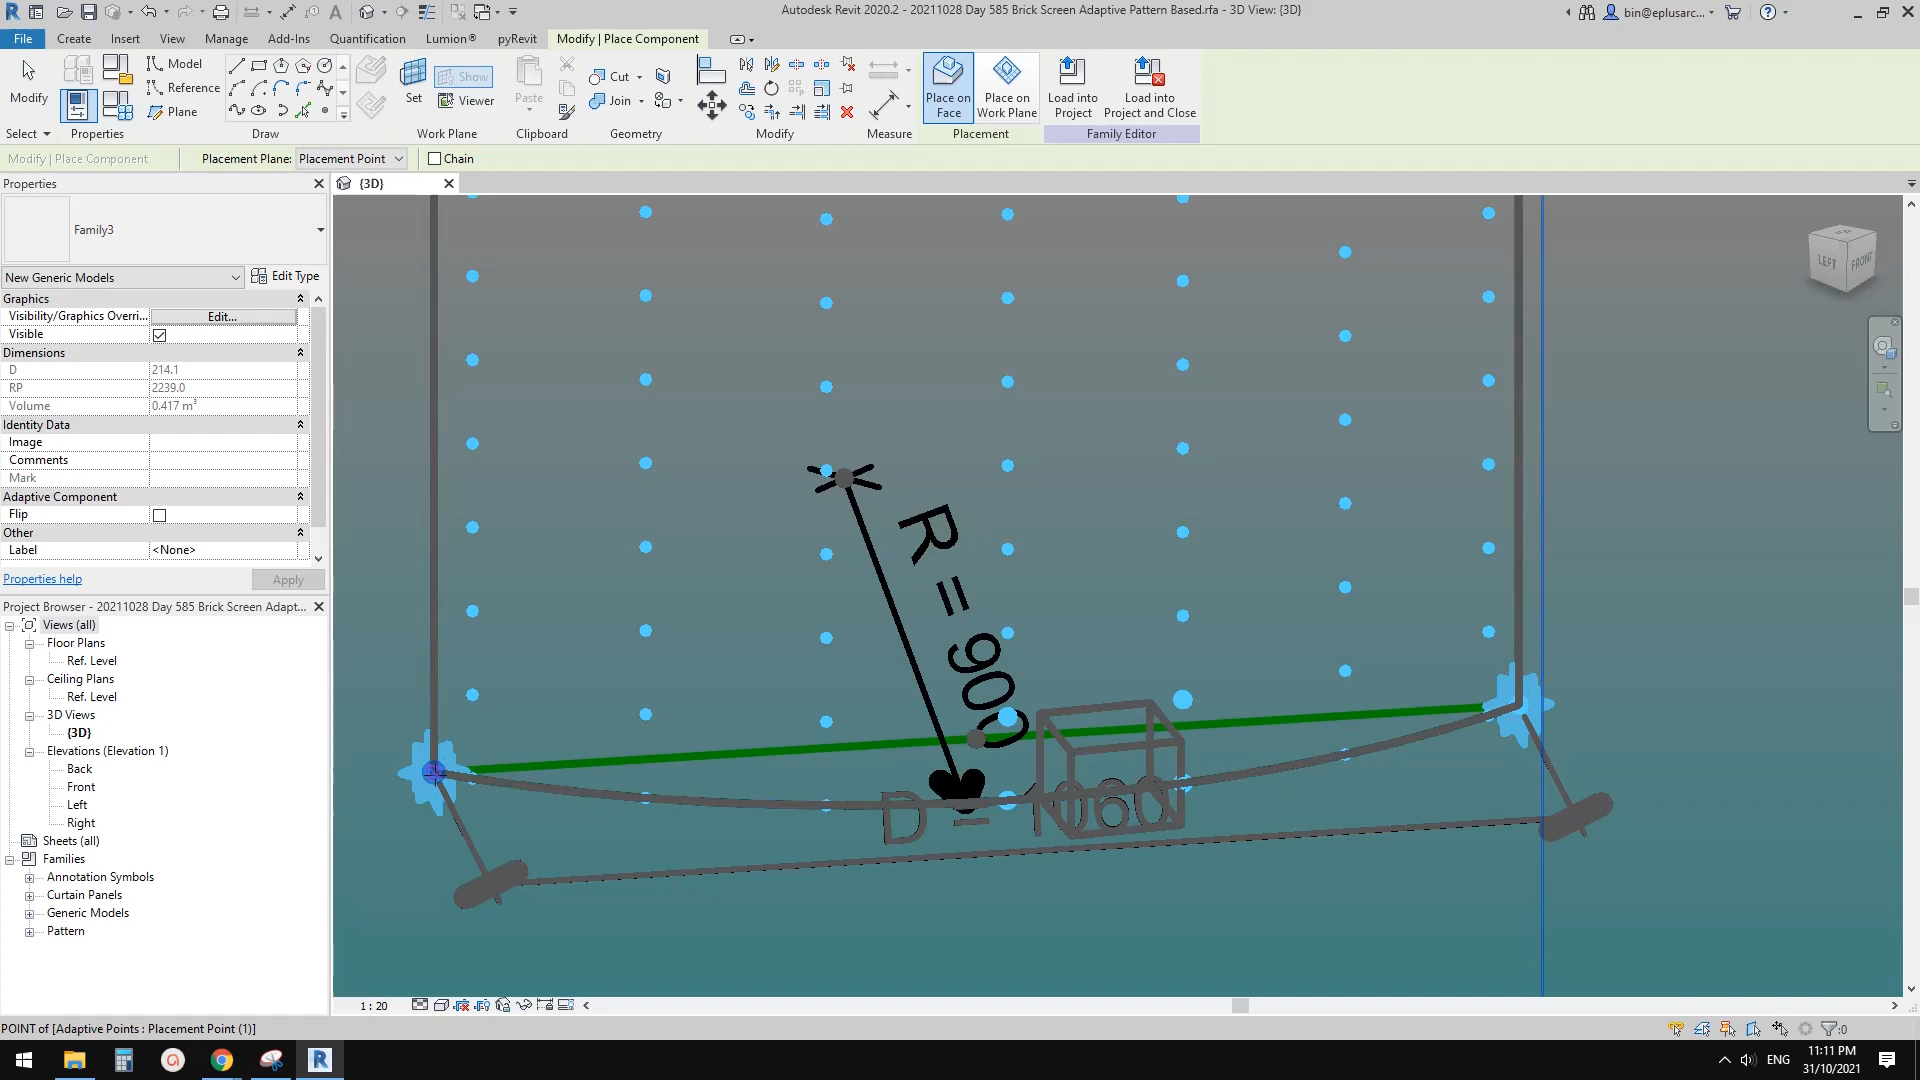 Autodesk Revit 2020.2 - 20211028 Day 585 Brick Screen Adaptive Pattern Based.rfa - 3D View: {3D}
bin@eplusarc...
File
Create
Insert
View
Manage
Add-Ins
Quantification
Lumion®
pyRevit
Modify | Place Component
Modify
Model
Reference
Plane
Set
Show
Viewer
Paste
Cut
Join
Place on Face
Place on Work Plane
Load into Project
Load into Project and Close
Select
Properties
Draw
Work Plane
Clipboard
Geometry
Modify
Measure
Placement
Family Editor
Modify | Place Component
Placement Plane:
Placement Point
Chain
Properties
{3D}
Family3
New Generic Models
Edit Type
Graphics
Visibility/Graphics Overri...
Edit...
Visible
Dimensions
D
214.1
RP
2239.0
Volume
0.417 m³
Identity Data
Image
Comments
Mark
Adaptive Component
Flip
Other
Label
<None>
Properties help
Apply
Project Browser - 20211028 Day 585 Brick Screen Adapt...
Views (all)
Floor Plans
Ref. Level
Ceiling Plans
Ref. Level
3D Views
{3D}
Elevations (Elevation 1)
Back
Front
Left
Right
Sheets (all)
Families
Annotation Symbols
Curtain Panels
Generic Models
Pattern
LEFT
FRONT
R = 900
D = 1060
1 : 20
POINT of [Adaptive Points : Placement Point (1)]
:0
ENG
11:11 PM
31/10/2021